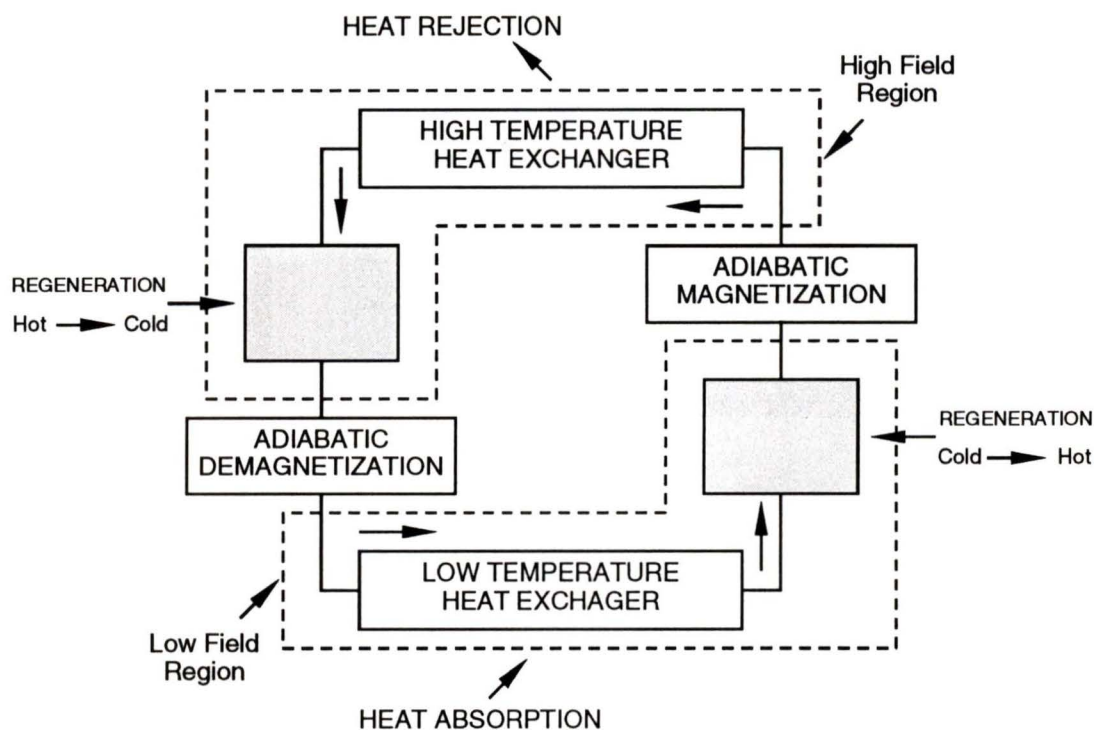 HEAT REJECTION
High Field
Region
HIGH TEMPERATURE
HEAT EXCHANGER
ADIABATIC
MAGNETIZATION
REGENERATION
Hot Cold
REGENERATION
Cold Hot
ADIABATIC
DEMAGNETIZATION
LOW TEMPERATURE
HEAT EXCHAGER
Low Field
Region
HEAT ABSORPTION